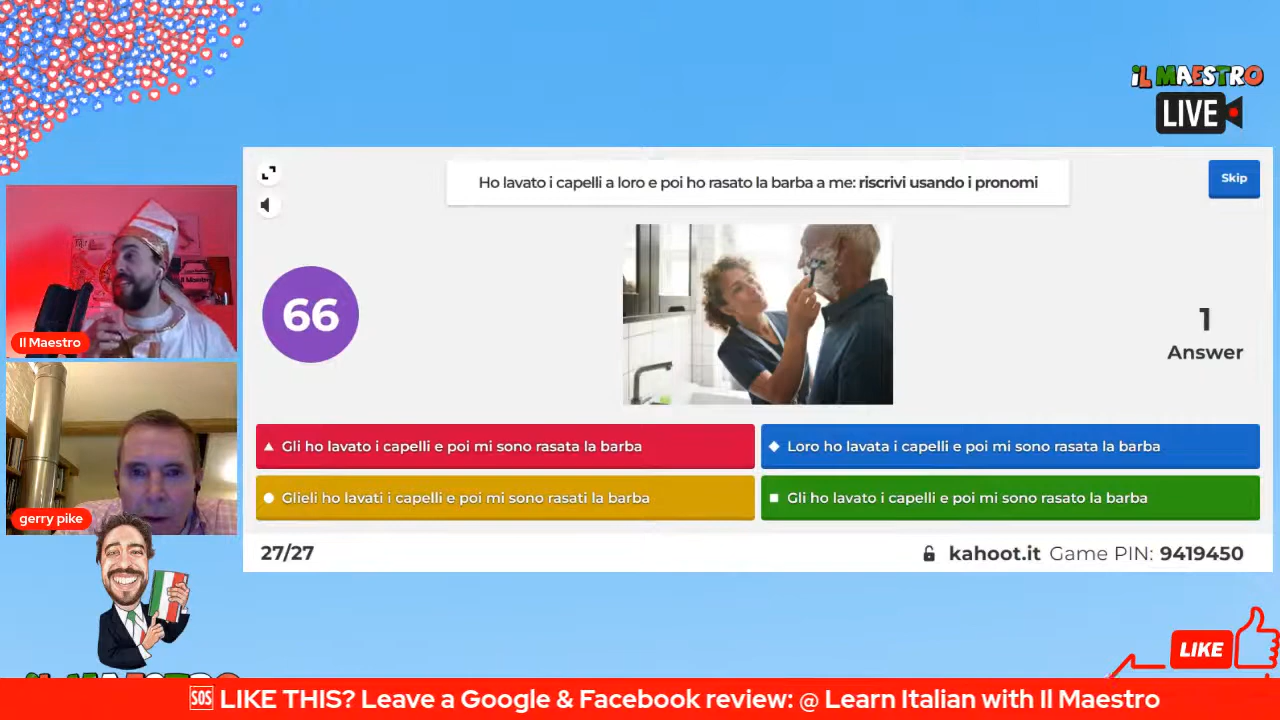 iL MAESTRO
LIVE
Ho lavato i capelli a loro e poi ho rasato la barba a me: riscrivi usando i pronomi
Skip
66
1
Answer
Il Maestro
gerry pike
Gli ho lavato i capelli e poi mi sono rasata la barba
Loro ho lavata i capelli e poi mi sono rasata la barba
Glieli ho lavati i capelli e poi mi sono rasati la barba
Gli ho lavato i capelli e poi mi sono rasato la barba
27/27
kahoot.it Game PIN: 9419450
LIKE
SOS LIKE THIS? Leave a Google & Facebook review: @ Learn Italian with Il Maestro